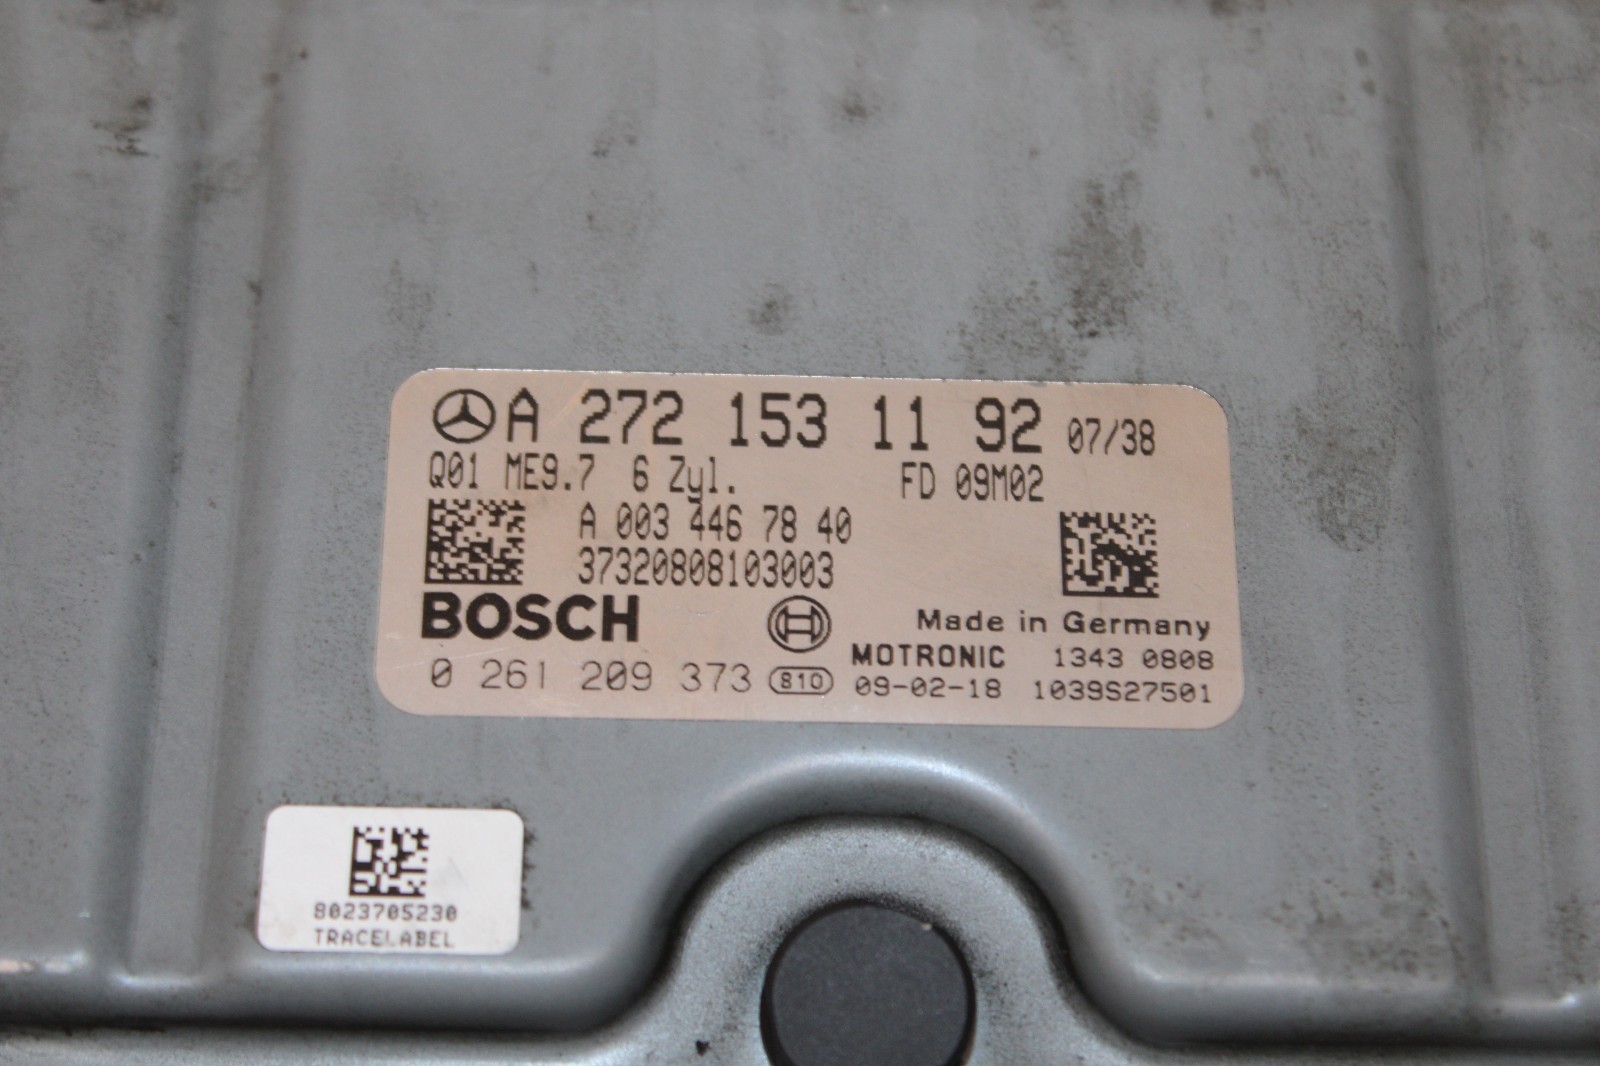 A 272 153 11 92 07/38
Q01 ME9.7 6 Zyl. FD 09M02
A 003 446 78 40
37320808103003
BOSCH
Made in Germany
0 261 209 373 810 MOTRONIC 1343 0808
09-02-18 1039S27501
8023705230
TRACELABEL